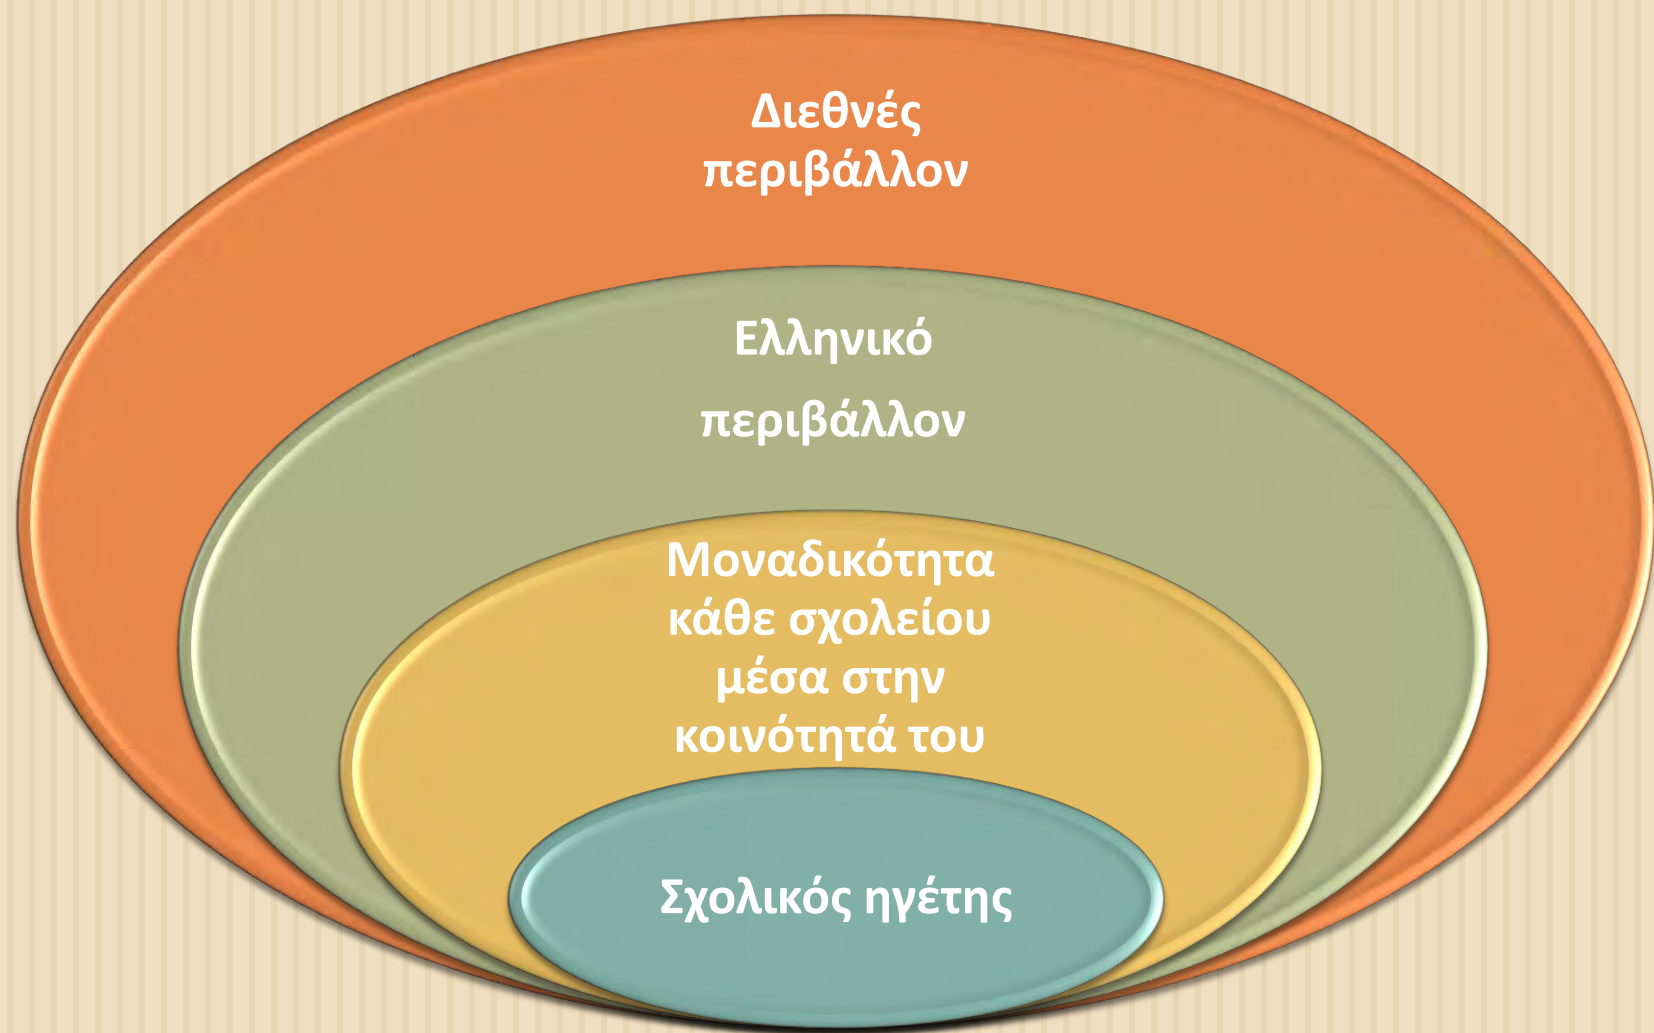 Διεθνές
περιβάλλον
Ελληνικό
περιβάλλον
Μοναδικότητα
κάθε σχολείου
μέσα στην
κοινότητά του
Σχολικός ηγέτης